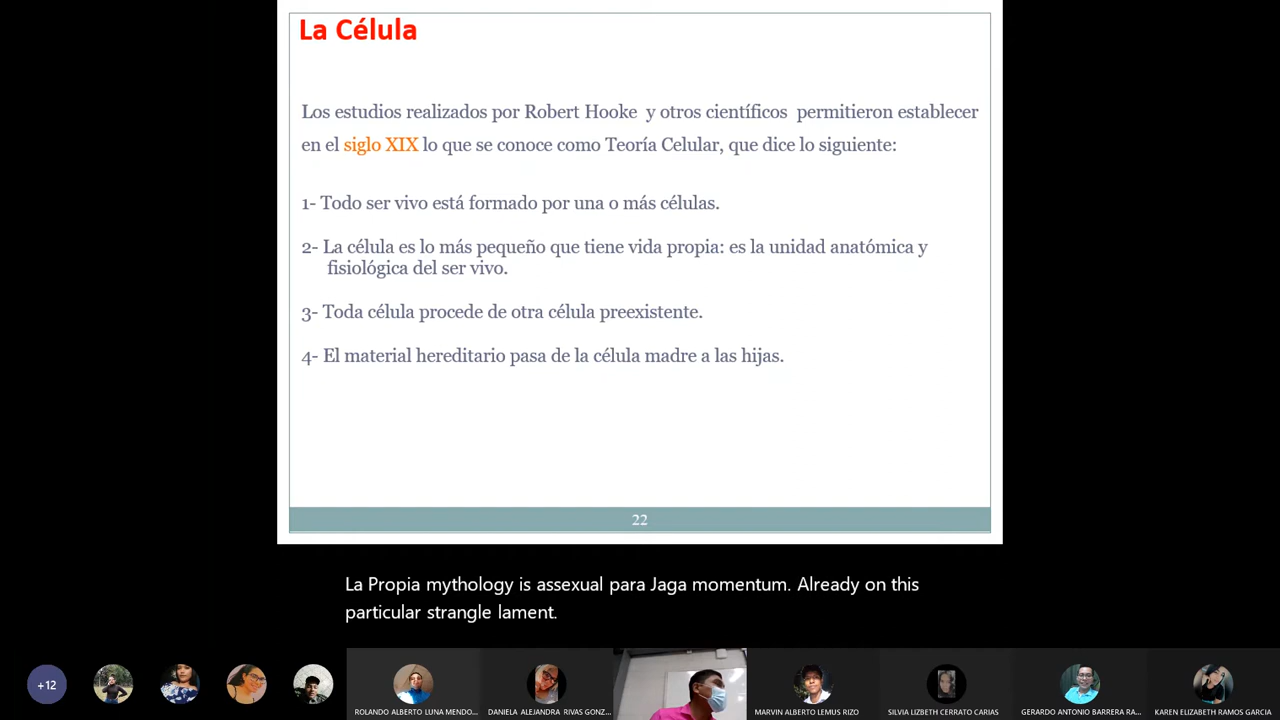 La Célula
Los estudios realizados por Robert Hooke y otros científicos permitieron establecer
en el siglo XIX lo que se conoce como Teoría Celular, que dice lo siguiente:
1- Todo ser vivo está formado por una o más células.
2- La célula es lo más pequeño que tiene vida propia: es la unidad anatómica y
fisiológica del ser vivo.
3- Toda célula procede de otra célula preexistente.
4- El material hereditario pasa de la célula madre a las hijas.
22
La Propia mythology is assexual para Jaga momentum. Already on this
particular strangle lament.
+12
ROLANDO ALBERTO LUNA MENDO...
DANIELA ALEJANDRA RIVAS GONZ...
MARVIN ALBERTO LEMUS RIZO
SILVIA LIZBETH CERRATO CARIAS
GERARDO ANTONIO BARRERA RA...
KAREN ELIZABETH RAMOS GARCIA